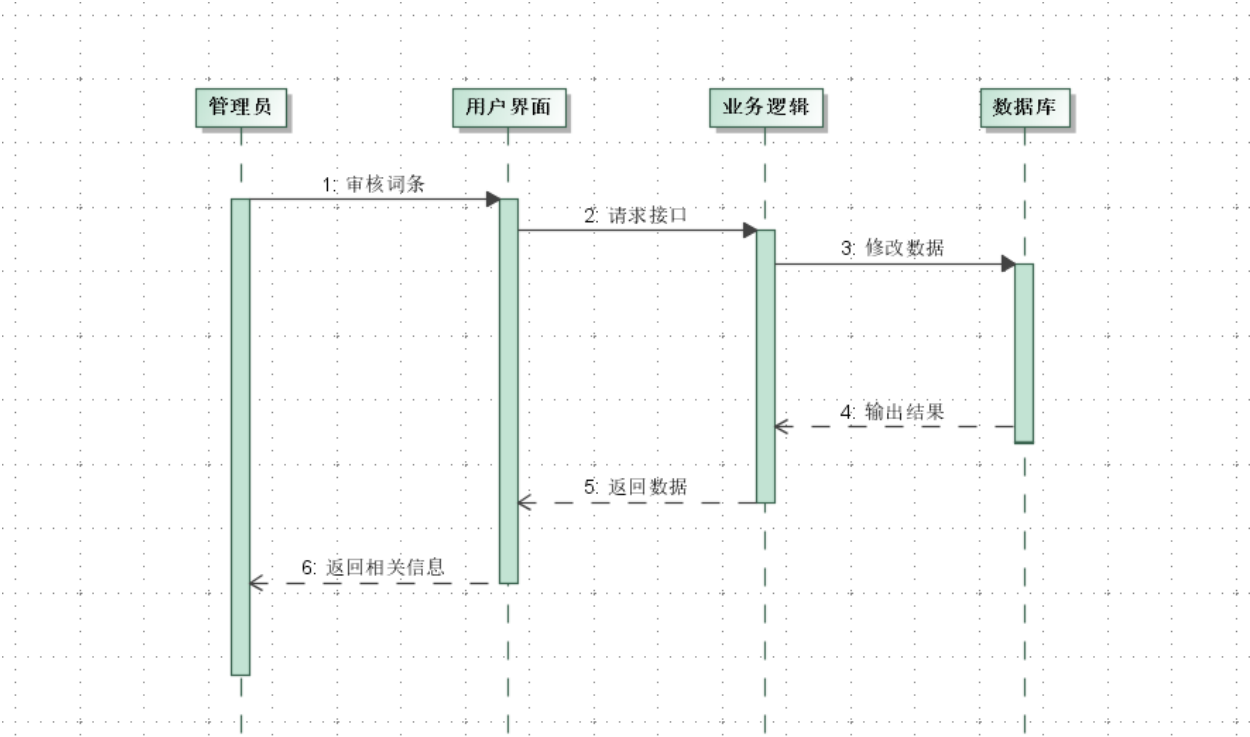 管理员
用户界面
业务逻辑
数据库
1: 审核词条
2: 请求接口
3: 修改数据
4: 输出结果
5: 返回数据
6: 返回相关信息